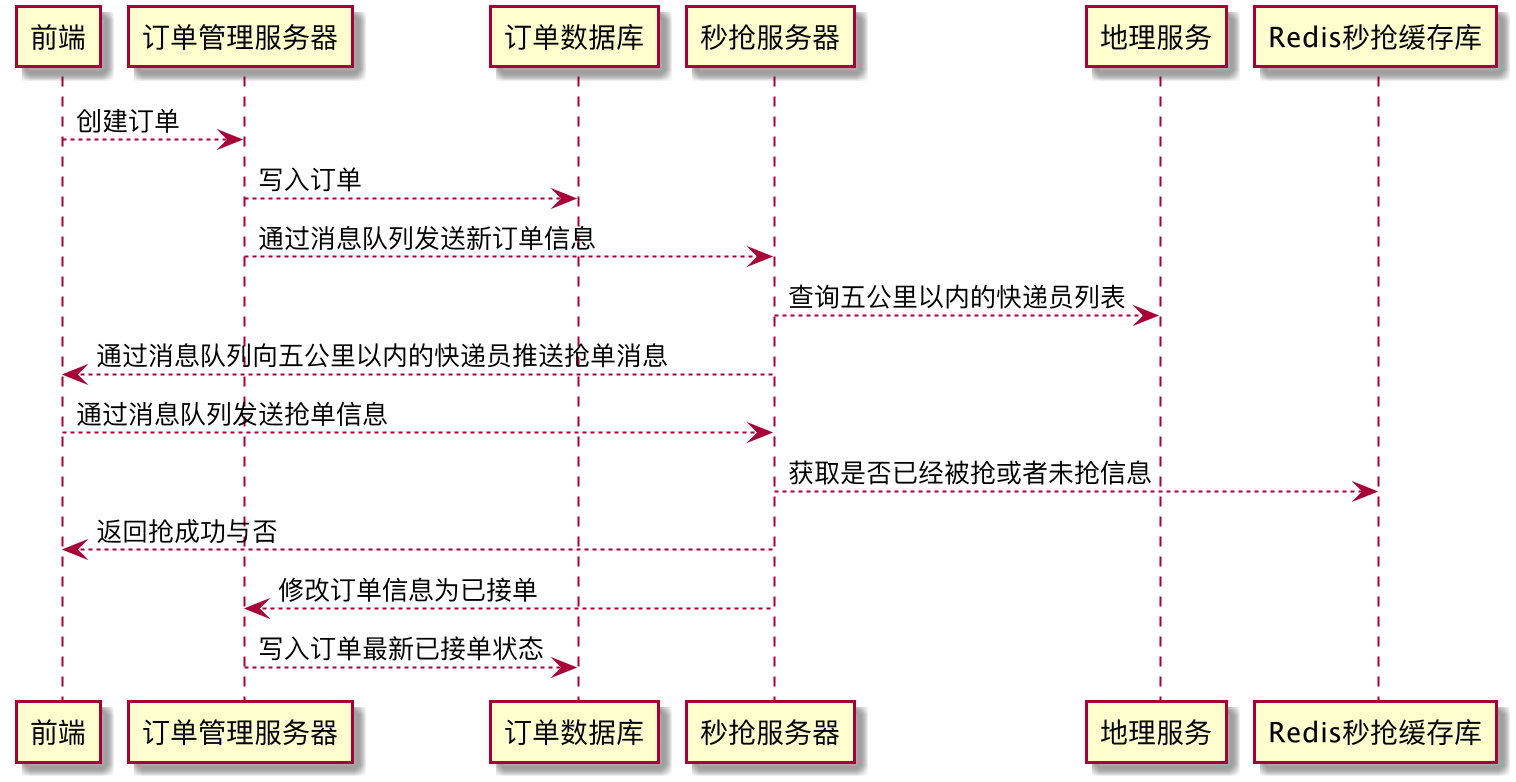 前端
订单管理服务器
订单数据库
秒抢服务器
地理服务
Redis秒抢缓存库
创建订单
写入订单
通过消息队列发送新订单信息
查询五公里以内的快递员列表
通过消息队列向五公里以内的快递员推送抢单消息
通过消息队列发送抢单信息
获取是否已经被抢或者未抢信息
返回抢成功与否
修改订单信息为已接单
写入订单最新已接单状态
前端
订单管理服务器
订单数据库
秒抢服务器
地理服务
Redis秒抢缓存库